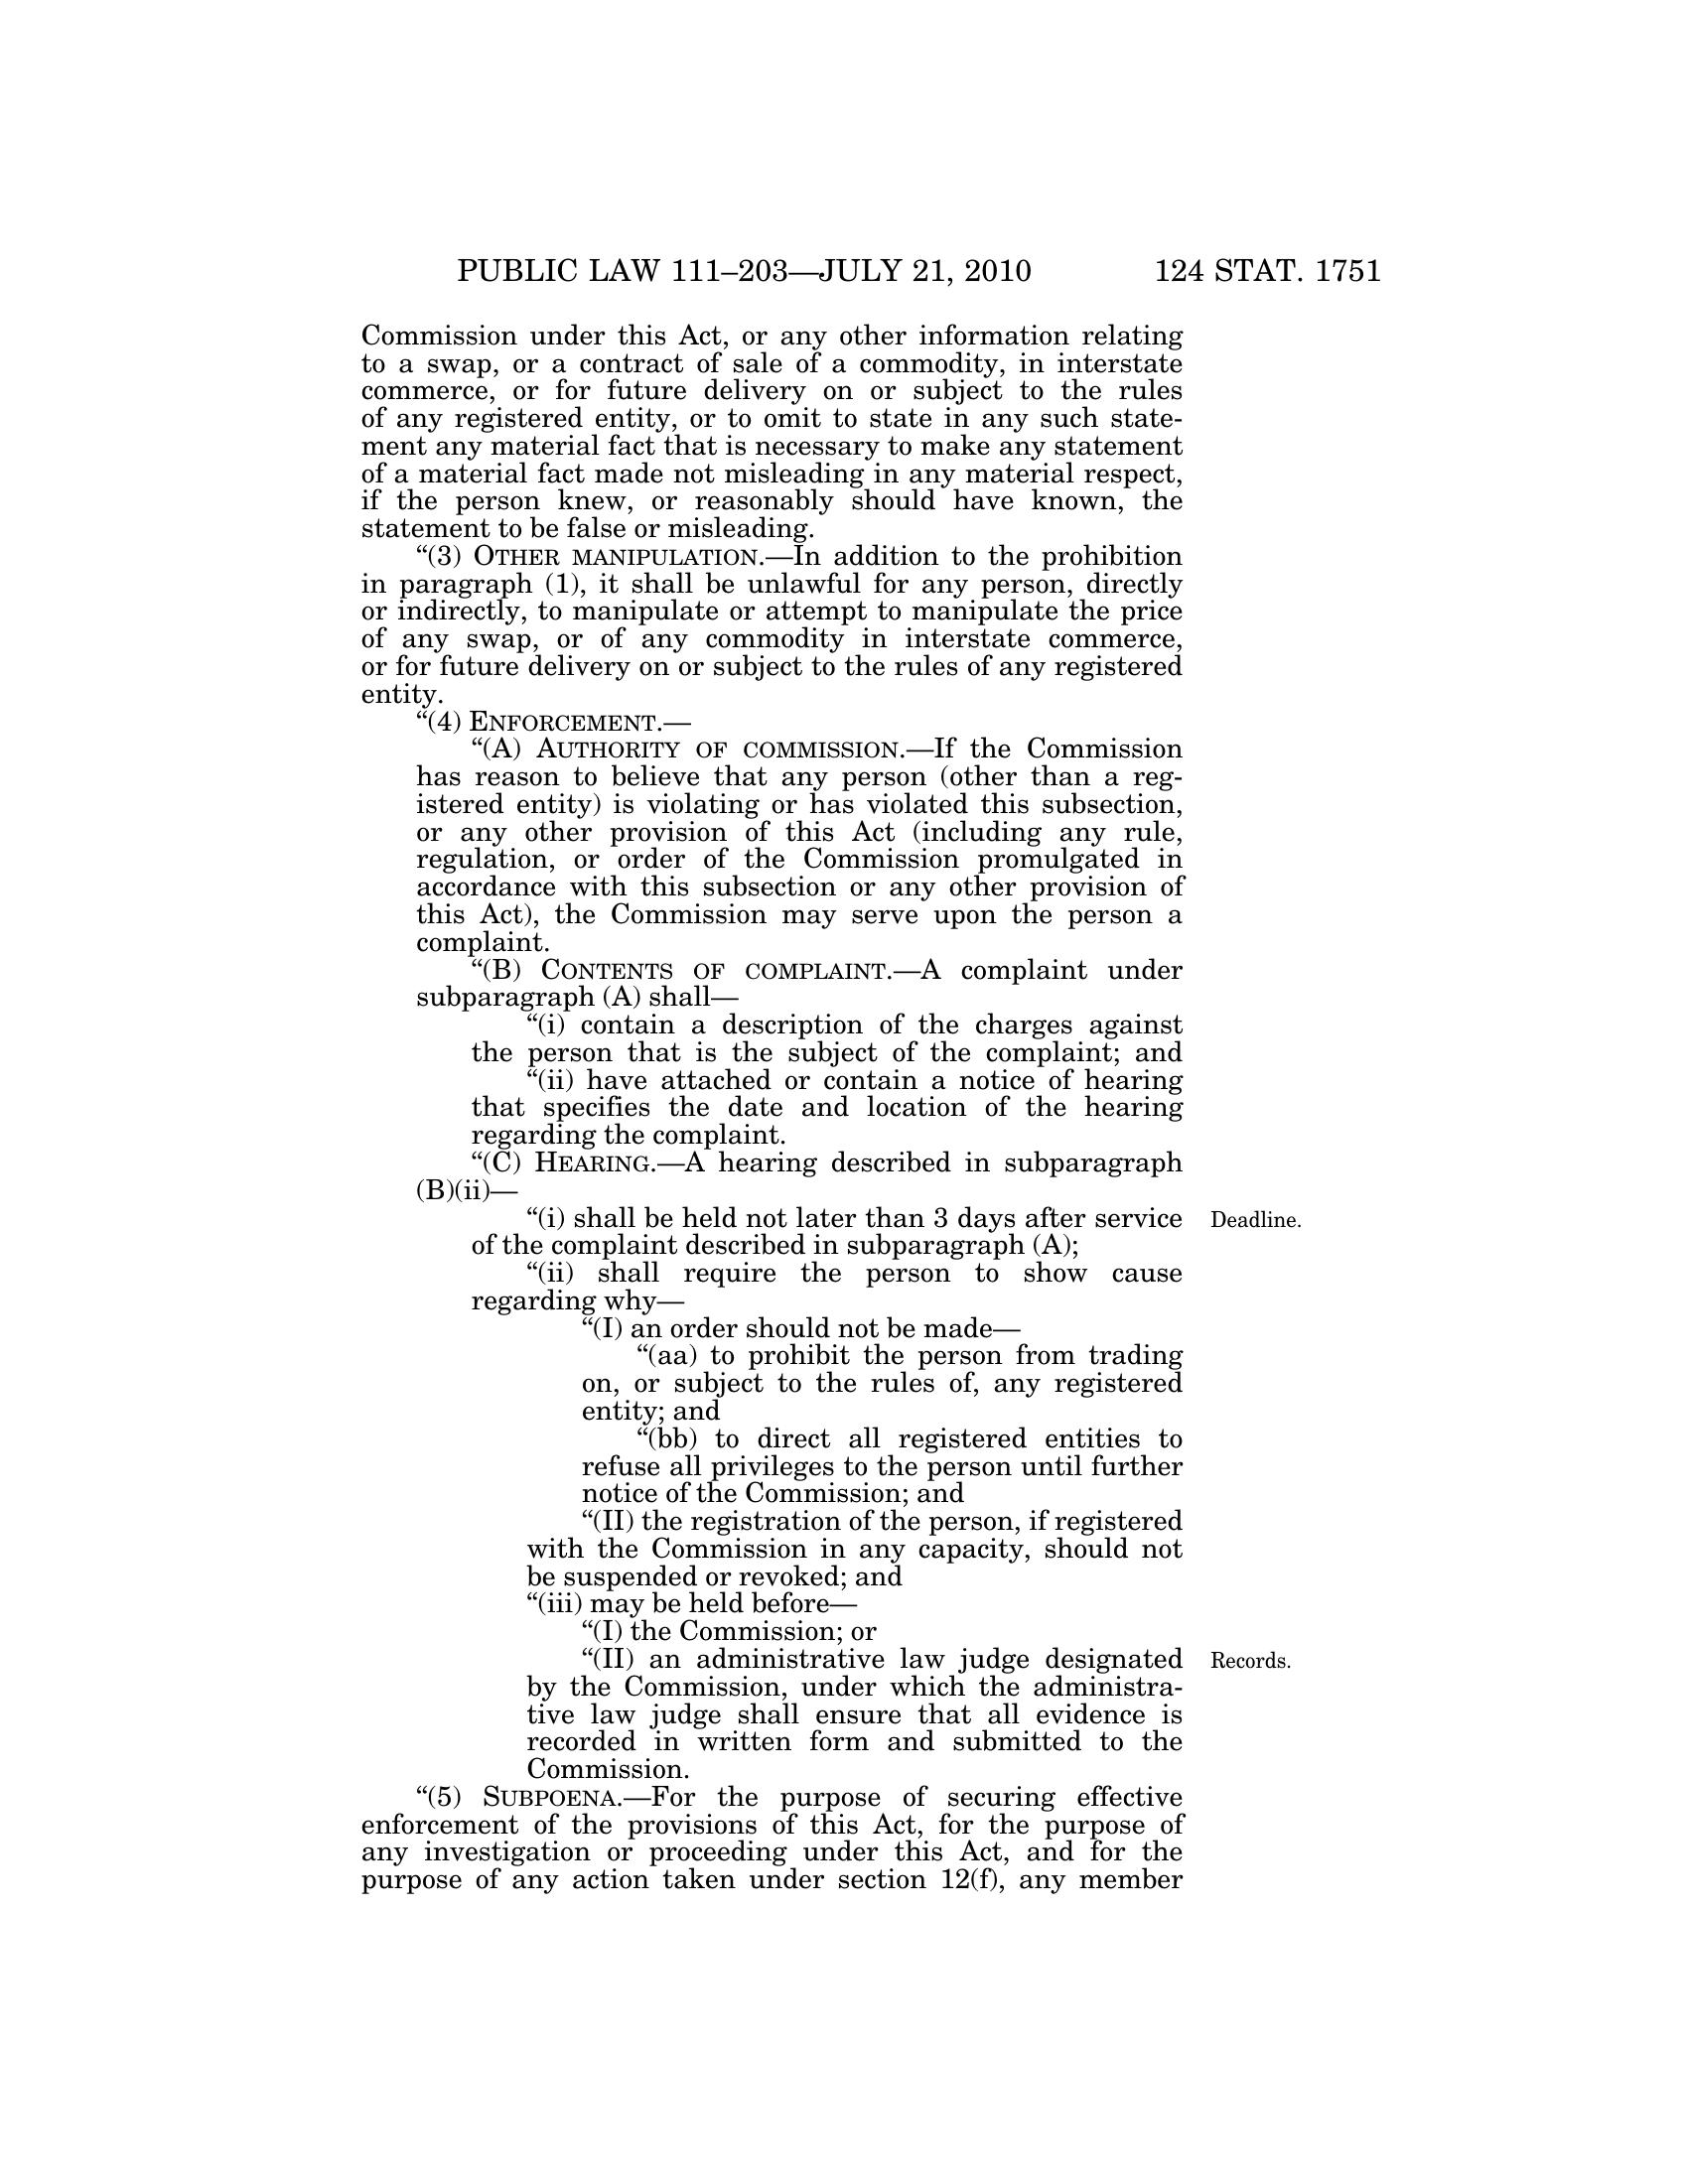 PUBLIC LAW 111–203—JULY 21, 2010 124 STAT. 1751
Commission under this Act, or any other information relating
to a swap, or a contract of sale of a commodity, in interstate
commerce, or for future delivery on or subject to the rules
of any registered entity, or to omit to state in any such state-
ment any material fact that is necessary to make any statement
of a material fact made not misleading in any material respect,
if the person knew, or reasonably should have known, the
statement to be false or misleading.
“(3) OTHER MANIPULATION.—In addition to the prohibition
in paragraph (1), it shall be unlawful for any person, directly
or indirectly, to manipulate or attempt to manipulate the price
of any swap, or of any commodity in interstate commerce,
or for future delivery on or subject to the rules of any registered
entity.
“(4) ENFORCEMENT.—
“(A) AUTHORITY OF COMMISSION.—If the Commission
has reason to believe that any person (other than a reg-
istered entity) is violating or has violated this subsection,
or any other provision of this Act (including any rule,
regulation, or order of the Commission promulgated in
accordance with this subsection or any other provision of
this Act), the Commission may serve upon the person a
complaint.
“(B) CONTENTS OF COMPLAINT.—A complaint under
subparagraph (A) shall—
“(i) contain a description of the charges against
the person that is the subject of the complaint; and
“(ii) have attached or contain a notice of hearing
that specifies the date and location of the hearing
regarding the complaint.
“(C) HEARING.—A hearing described in subparagraph
(B)(ii)—
“(i) shall be held not later than 3 days after service Deadline.
of the complaint described in subparagraph (A);
“(ii) shall require the person to show cause
regarding why—
“(I) an order should not be made—
“(aa) to prohibit the person from trading
on, or subject to the rules of, any registered
entity; and
“(bb) to direct all registered entities to
refuse all privileges to the person until further
notice of the Commission; and
“(II) the registration of the person, if registered
with the Commission in any capacity, should not
be suspended or revoked; and
“(iii) may be held before—
“(I) the Commission; or
“(II) an administrative law judge designated Records.
by the Commission, under which the administra-
tive law judge shall ensure that all evidence is
recorded in written form and submitted to the
Commission.
“(5) SUBPOENA.—For the purpose of securing effective
enforcement of the provisions of this Act, for the purpose of
any investigation or proceeding under this Act, and for the
purpose of any action taken under section 12(f), any member